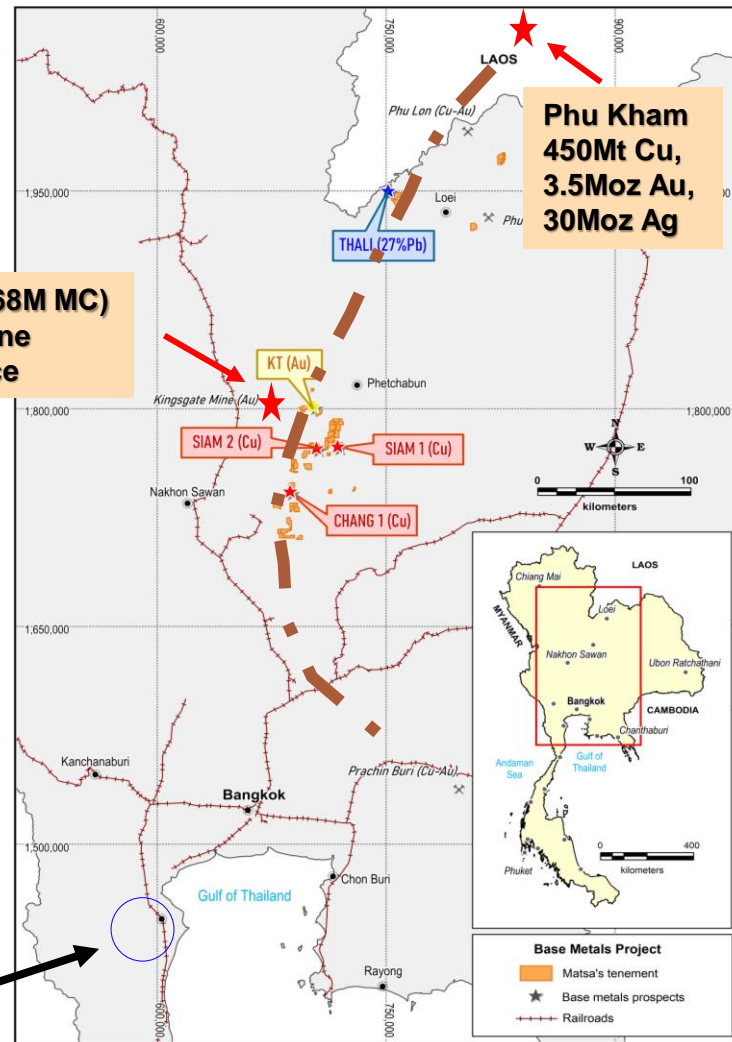 600,000
750,000
900,000
LAOS
Phu Lon (Cu-Au)
Phu Kham
450Mt Cu,
3.5Moz Au,
30Moz Ag
1,950,000
Loei
Phu
THALI (27%Pb)
68M MC)
KT (Au)
Phetchabun
Kingsgate Mine (Au)
1,800,000
1,800,000
SIAM 2 (Cu)
SIAM 1 (Cu)
N
W E
S
0 100
kilometers
Nakhon Sawan
CHANG 1 (Cu)
1,650,000
Kanchanaburi
Bangkok
Prachin Buri (Cu-Au)
1,500,000
Chon Buri
Gulf of Thailand
Rayong
600,000
750,000
LAOS
Chiang Mai
MYANMAR
Loei
Nakhon Sawan
Ubon Ratchathani
Bangkok
CAMBODIA
Chanthaburi
Andaman
Sea
Gulf of
Thailand
0 400
kilometers
Phuket
Base Metals Project
Matsa's tenement
Base metals prospects
Railroads